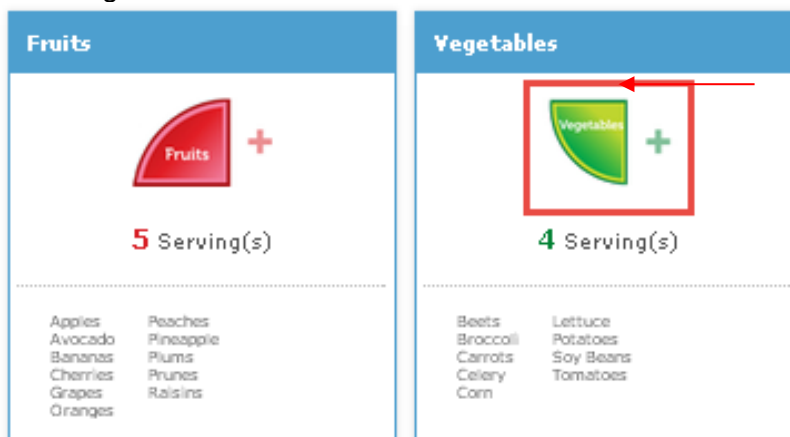 Fruits
Fruits
+
5 Serving(s)
Apples Peaches
Avocado Pineapple
Bananas Plums
Cherries Prunes
Grapes Raisins
Oranges
Vegetables
Vegetables
+
4 Serving(s)
Beets Lettuce
Broccoli Potatoes
Carrots Soy Beans
Celery Tomatoes
Corn